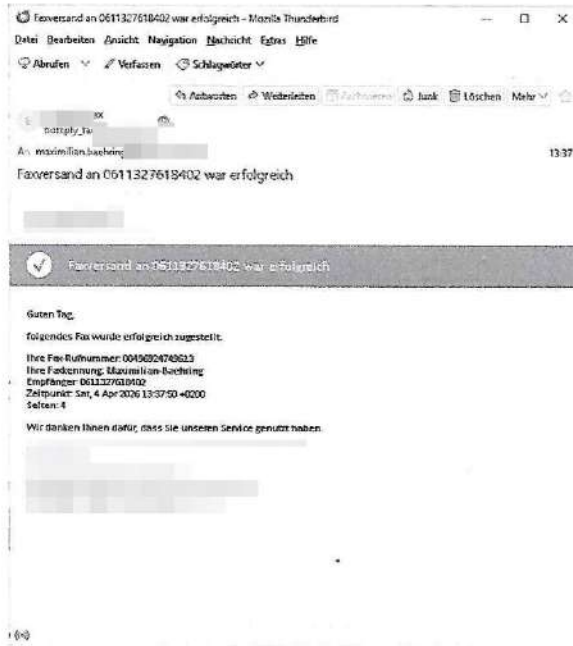 Faxversand an 0611327618402 war erfolgreich - Mozilla Thunderbird
Datei Bearbeiten Ansicht Navigation Nachricht Extras Hilfe
Abrufen Verfassen Schlagwörter
Antworten Weiterleiten Archivieren Junk Löschen Mehr
An maximilian.baehring
13:37
Faxversand an 0611327618402 war erfolgreich
Faxversand an 0611327618402 war erfolgreich
Guten Tag,
folgendes Fax wurde erfolgreich zugestellt.
Ihre Fax-Rufnummer:
Ihre Faxkennung: Maximilian-Baehring
Empfänger: 0611327618402
Zeitpunkt: Sat, 4 Apr 2026 13:37:50 +0200
Seiten: 4
Wir danken Ihnen dafür, dass Sie unseren Service genutzt haben.